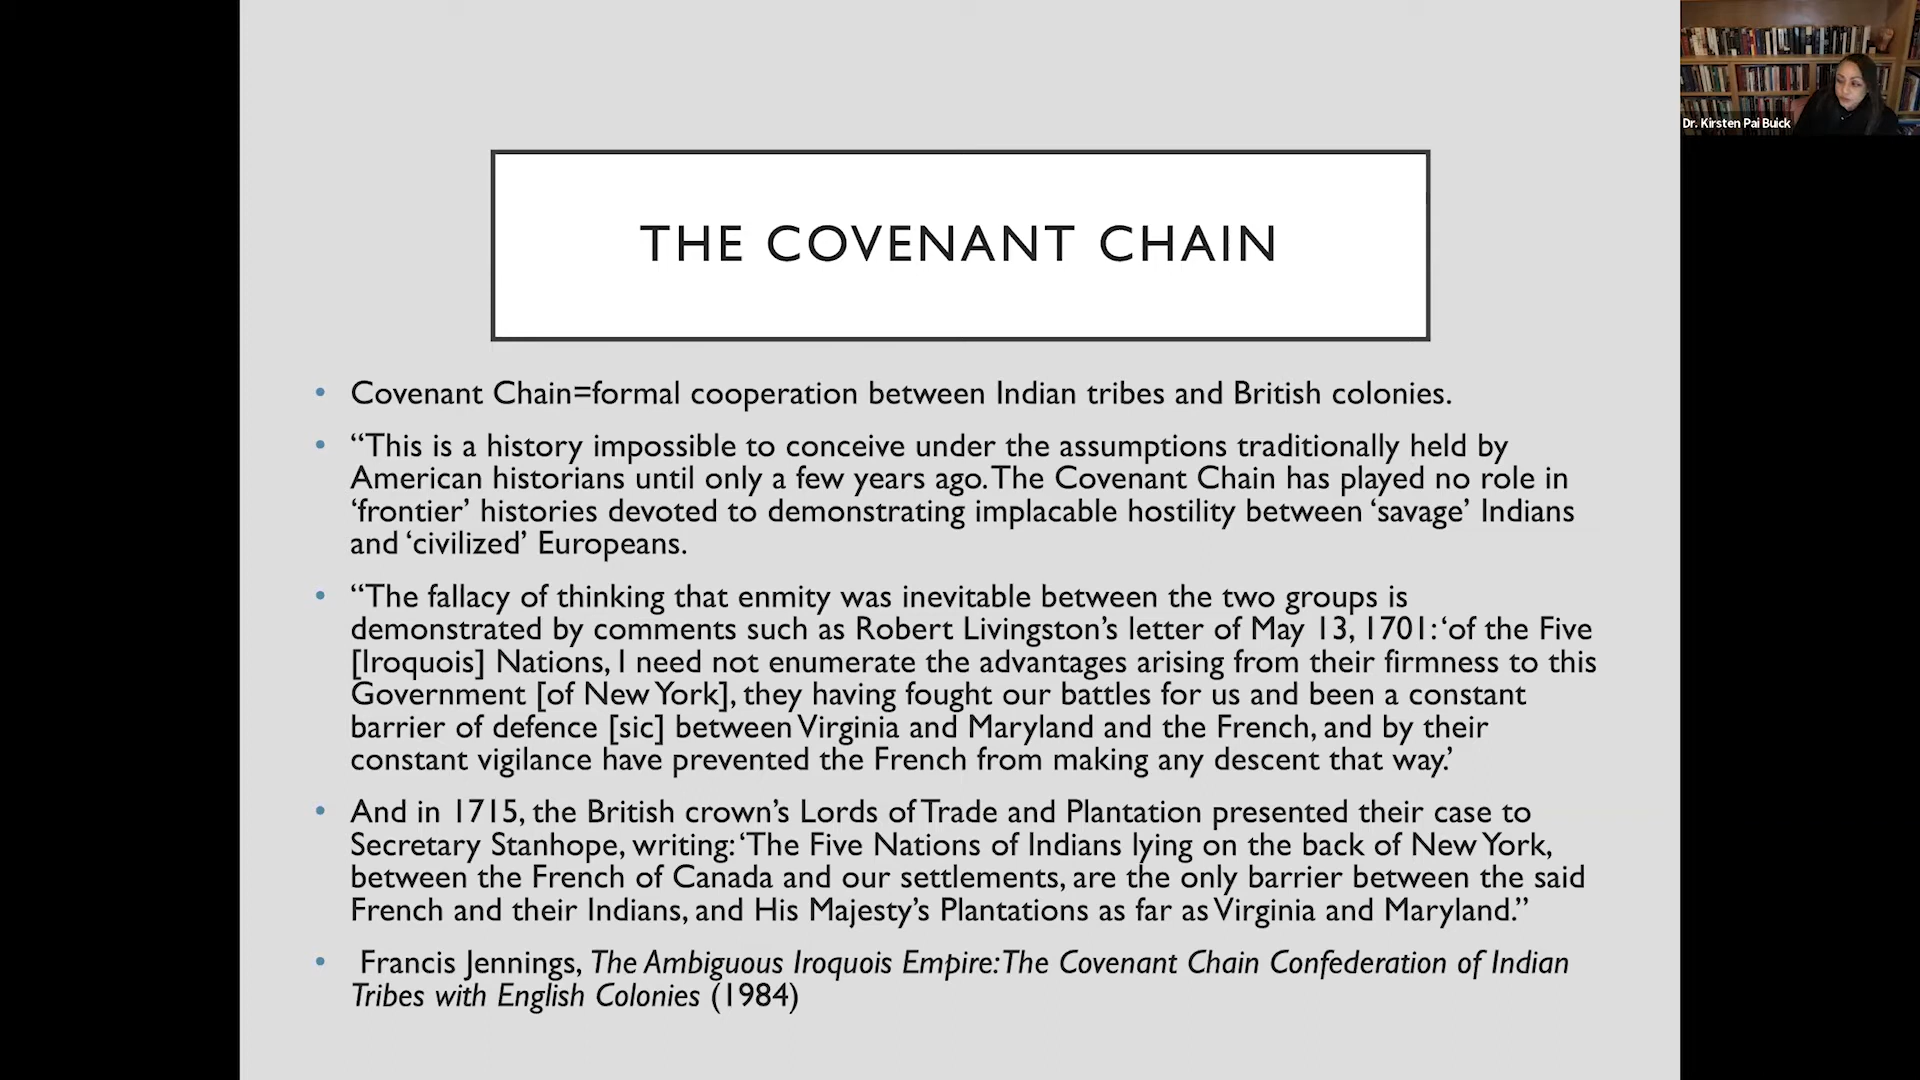 Dr. Kirsten Pai Buick
THE COVENANT CHAIN
• Covenant Chain=formal cooperation between Indian tribes and British colonies.
• “This is a history impossible to conceive under the assumptions traditionally held by
American historians until only a few years ago. The Covenant Chain has played no role in
‘frontier’ histories devoted to demonstrating implacable hostility between ‘savage’ Indians
and ‘civilized’ Europeans.
• “The fallacy of thinking that enmity was inevitable between the two groups is
demonstrated by comments such as Robert Livingston’s letter of May 13, 1701: ‘of the Five
[Iroquois] Nations, I need not enumerate the advantages arising from their firmness to this
Government [of New York], they having fought our battles for us and been a constant
barrier of defence [sic] between Virginia and Maryland and the French, and by their
constant vigilance have prevented the French from making any descent that way.’
• And in 1715, the British crown’s Lords of Trade and Plantation presented their case to
Secretary Stanhope, writing: ‘The Five Nations of Indians lying on the back of New York,
between the French of Canada and our settlements, are the only barrier between the said
French and their Indians, and His Majesty’s Plantations as far as Virginia and Maryland.”
• Francis Jennings, The Ambiguous Iroquois Empire: The Covenant Chain Confederation of Indian
Tribes with English Colonies (1984)